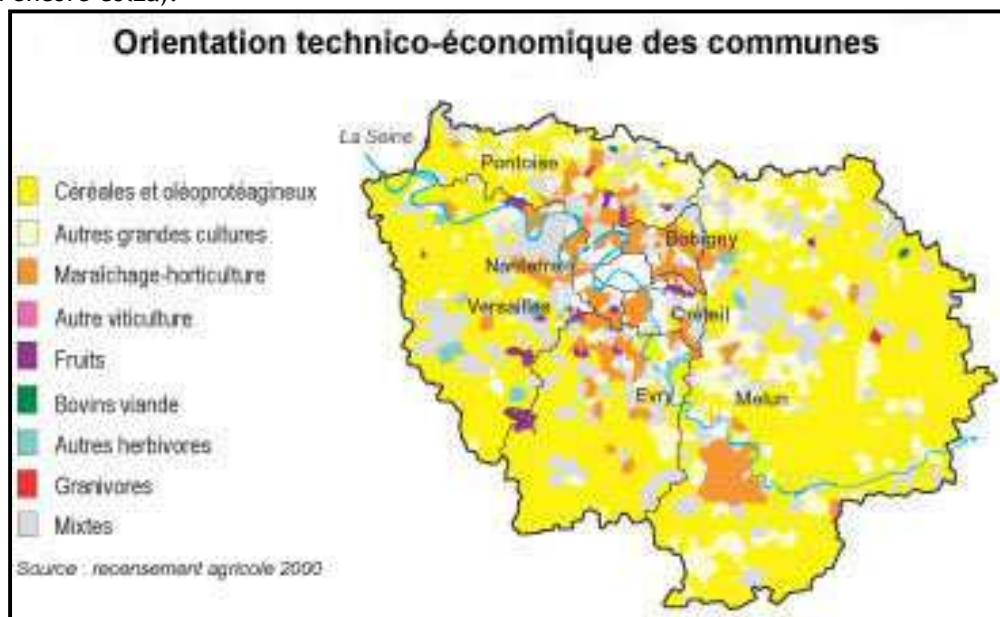 Orientation technico-économique des communes
La Seine
Pontoise
Céréales et oléoprotéagineux
Autres grandes cultures
Bobigny
Maraîchage-horticulture
Nanterre
Versailles
Créteil
Autre viticulture
Fruits
Evry
Melun
Bovins viande
Autres herbivores
Granivores
Mixtes
Source : recensement agricole 2000